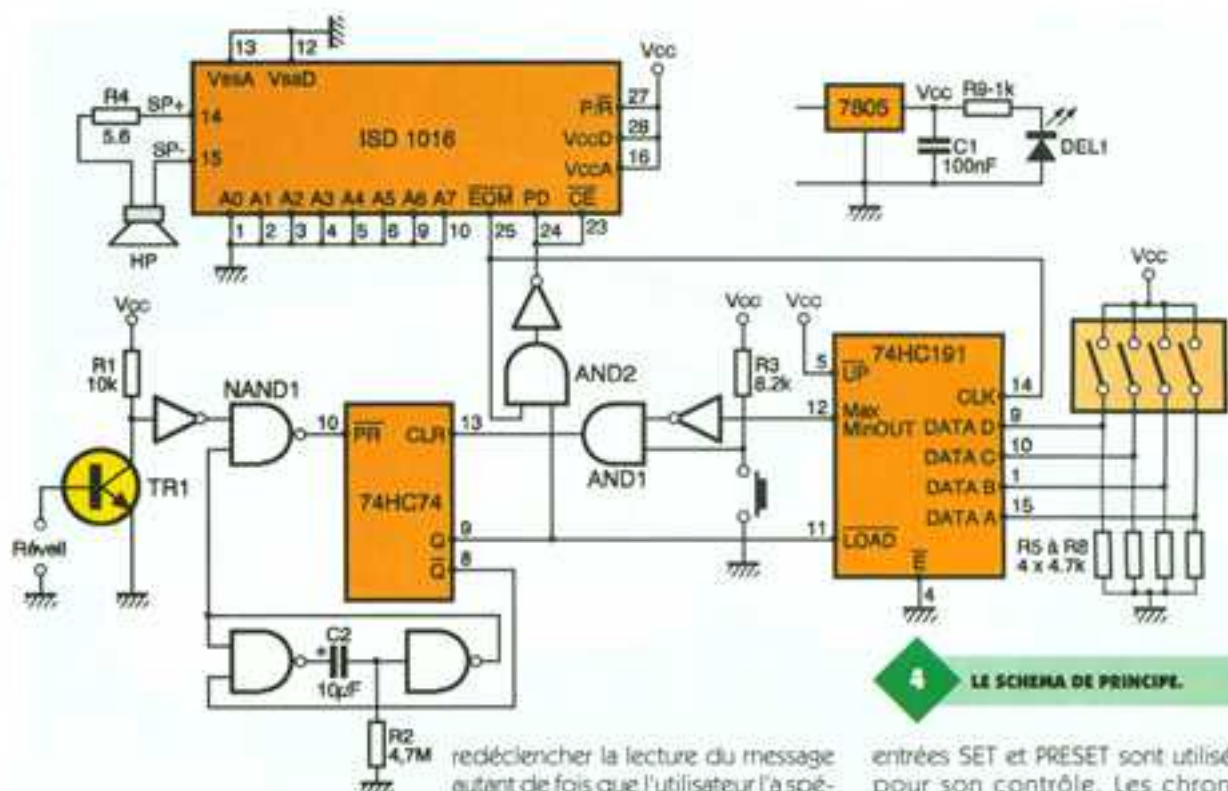 13
12
VssA VssD
Vcc
R4
SP+
14
5.6
SP-
15
HP
ISD 1016
P/R
27
VccD
28
VccA
16
A0 A1 A2 A3 A4 A5 A6 A7 EOM PD CE
1 2 3 4 5 6 9 10 25 24 23
7805
Vcc
R9-1k
C1
100nF
DEL1
Vcc
R1
10k
NAND1
TR1
Réveil
10
PR
CLR
13
74HC74
Q
9
Q
8
AND2
AND1
Vcc
R3
8.2k
Vcc
74HC191
5
UP
CLK
14
12
Max
MinOUT
DATA D
9
DATA C
10
DATA B
1
DATA A
15
11
LOAD
E
4
Vcc
R5 à R8
4 x 4.7k
C2
+
10µF
R2
4,7M
4 LE SCHEMA DE PRINCIPE.
redéclencher la lecture du message
autant de fois que l'utilisateur l'a spé-
entrées SET et PRESET sont utilisé
pour son contrôle. Les chron